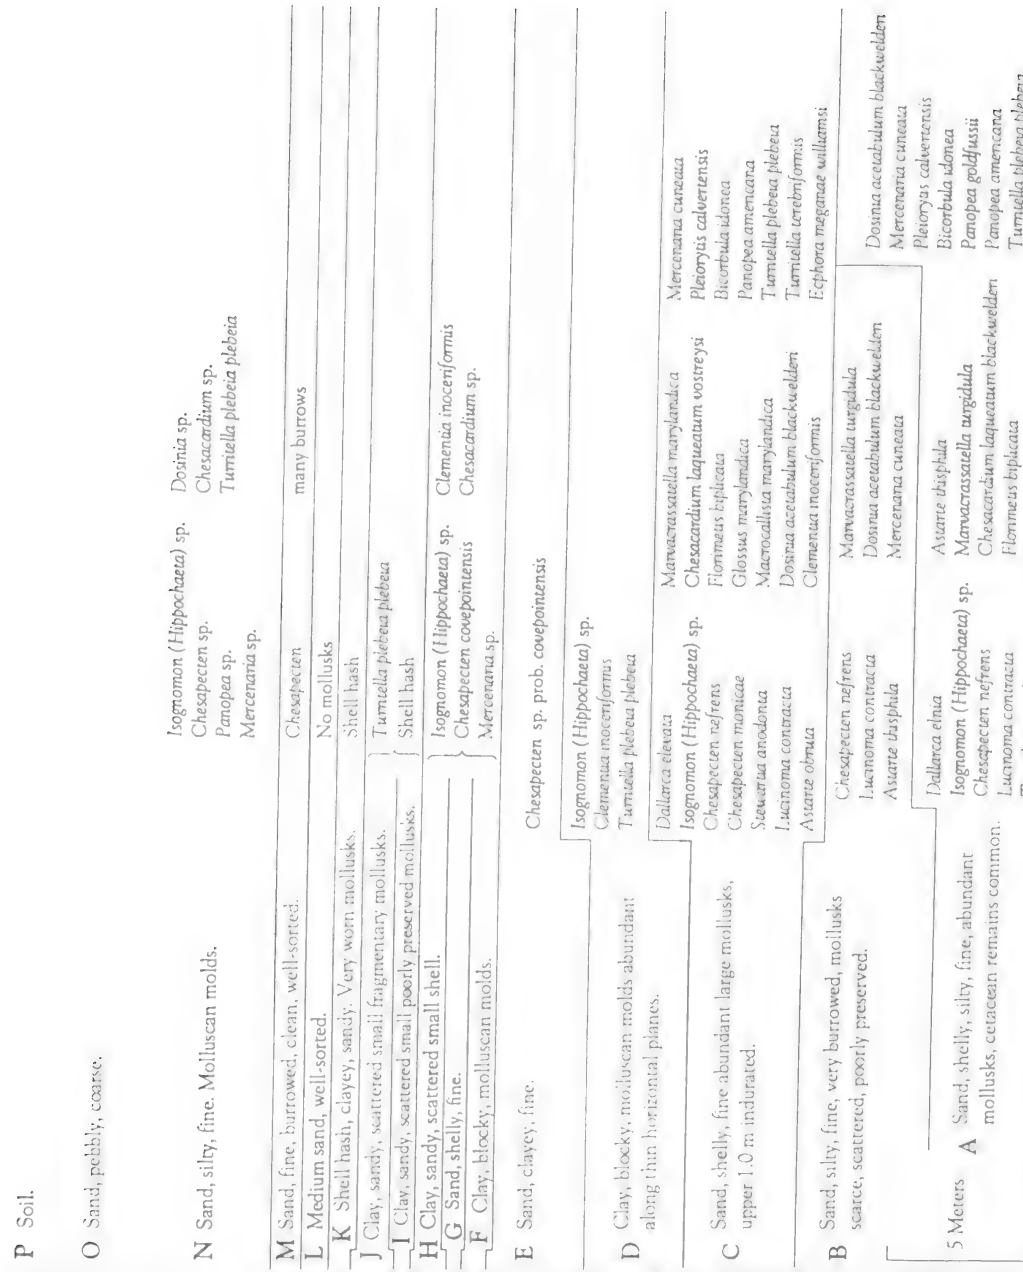 P Soil.
O Sand, pebbly, coarse.
N Sand, silty, fine. Molluscan molds.
Isognomon (Hippochaeta) sp.
Chesapecten sp.
Panopea sp.
Mercenaria sp.
Dosinia sp.
Chesacardium sp.
Turritella plebeia plebeia
M Sand, fine, burrowed, clean, well-sorted.
Chesapecten
many burrows
L Medium sand, well-sorted.
No mollusks
K Shell hash, clayey, sandy. Very worn mollusks.
Shell hash
J Clay, sandy, scattered small fragmentary mollusks.
Turritella plebeia plebeia
I Clay, sandy, scattered small poorly preserved mollusks.
Shell hash
H Clay, sandy, scattered small shell.
G Sand, shelly, fine.
F Clay, blocky, molluscan molds.
Isognomon (Hippochaeta) sp.
Chesapecten covepointensis
Mercenaria sp.
Clementia inoceriformis
Chesacardium sp.
E Sand, clayey, fine.
Chesapecten sp. prob. covepointensis
D Clay, blocky, molluscan molds abundant
along thin horizontal planes.
Isognomon (Hippochaeta) sp.
Clementia inoceriformus
Turritella plebeia plebeia
C Sand, shelly, fine abundant large mollusks,
upper 1.0 m indurated.
Dallarca elevata
Isognomon (Hippochaeta) sp.
Chesapecten nefrens
Chesapecten monicae
Stewartia anodonta
Lucinoma contracta
Astarte obruta
Marvacrassatella marylandica
Chesacardium laqueatum vostreysi
Florimetis biplicata
Glossus marylandica
Macrocallista marylandica
Dosinia acetabulum blackwelderi
Clementia inoceriformis
Mercenaria cuneata
Pleiorytis calvertensis
Bicorbula idonea
Panopea americana
Turritella plebeia plebeia
Turritella terebriformis
Ecphora meganae williamsi
B Sand, silty, fine, very burrowed, mollusks
scarce, scattered, poorly preserved.
Chesapecten nefrens
Lucinoma contracta
Astarte thisphila
Marvacrassatella turgidula
Dosinia acetabulum blackwelderi
Mercenaria cuneata
5 Meters
A Sand, shelly, silty, fine, abundant
mollusks, cetacean remains common.
Dallarca elnia
Isognomon (Hippochaeta) sp.
Chesapecten nefrens
Lucinoma contracta
Astarte thisphila
Marvacrassatella turgidula
Chesacardium laqueatum blackwelderi
Florimetis biplicata
Dosinia acetabulum blackwelderi
Mercenaria cuneata
Pleiorytis calvertensis
Bicorbula idonea
Panopea goldfussii
Panopea americana
Turritella plebeia plebeia